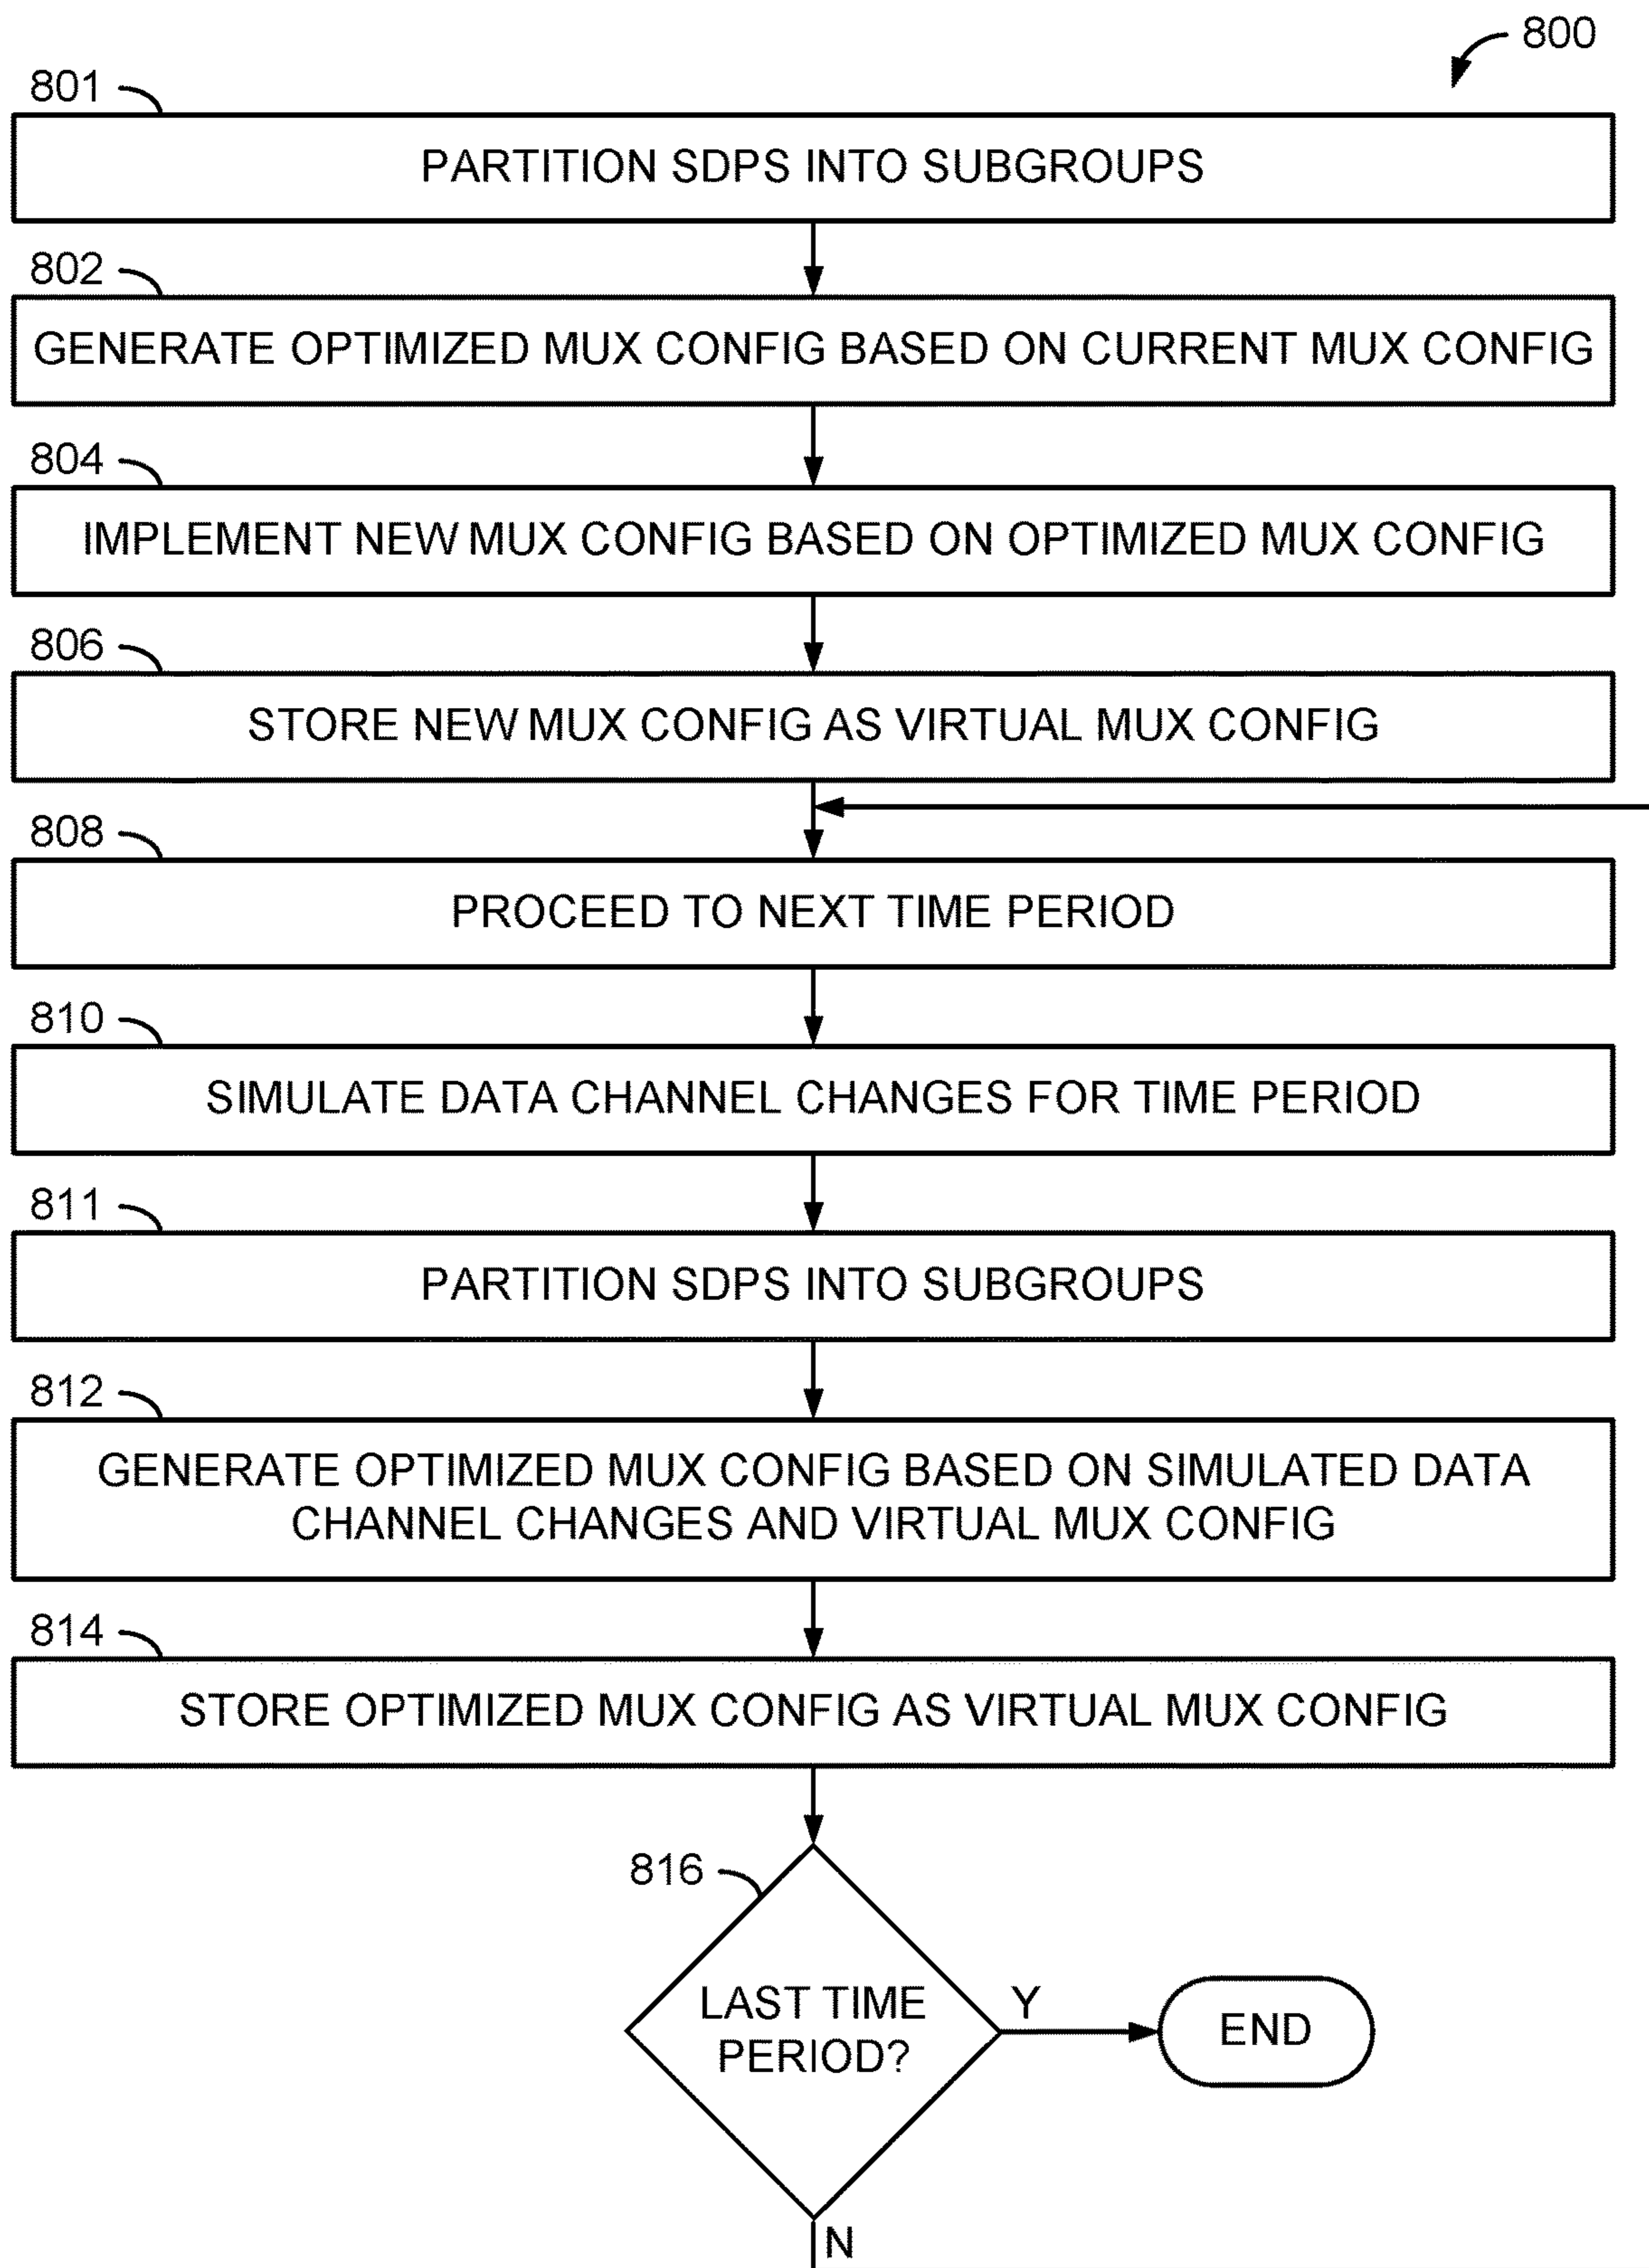 800
801
PARTITION SDPS INTO SUBGROUPS
802
GENERATE OPTIMIZED MUX CONFIG BASED ON CURRENT MUX CONFIG
804
IMPLEMENT NEW MUX CONFIG BASED ON OPTIMIZED MUX CONFIG
806
STORE NEW MUX CONFIG AS VIRTUAL MUX CONFIG
808
PROCEED TO NEXT TIME PERIOD
810
SIMULATE DATA CHANNEL CHANGES FOR TIME PERIOD
811
PARTITION SDPS INTO SUBGROUPS
812
GENERATE OPTIMIZED MUX CONFIG BASED ON SIMULATED DATA
CHANNEL CHANGES AND VIRTUAL MUX CONFIG
814
STORE OPTIMIZED MUX CONFIG AS VIRTUAL MUX CONFIG
816
LAST TIME
PERIOD?
Y
END
N